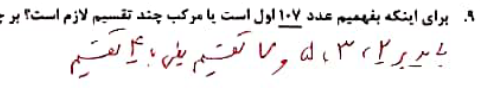 ۹. برای اینکه بفهمیم عدد ۱۰۷ اول است یا مرکب چند تقسیم لازم است؟ بر چ
باید بر ۲، ۳، ۵ و ۷ تقسیم یعنی ۴ تقسیم